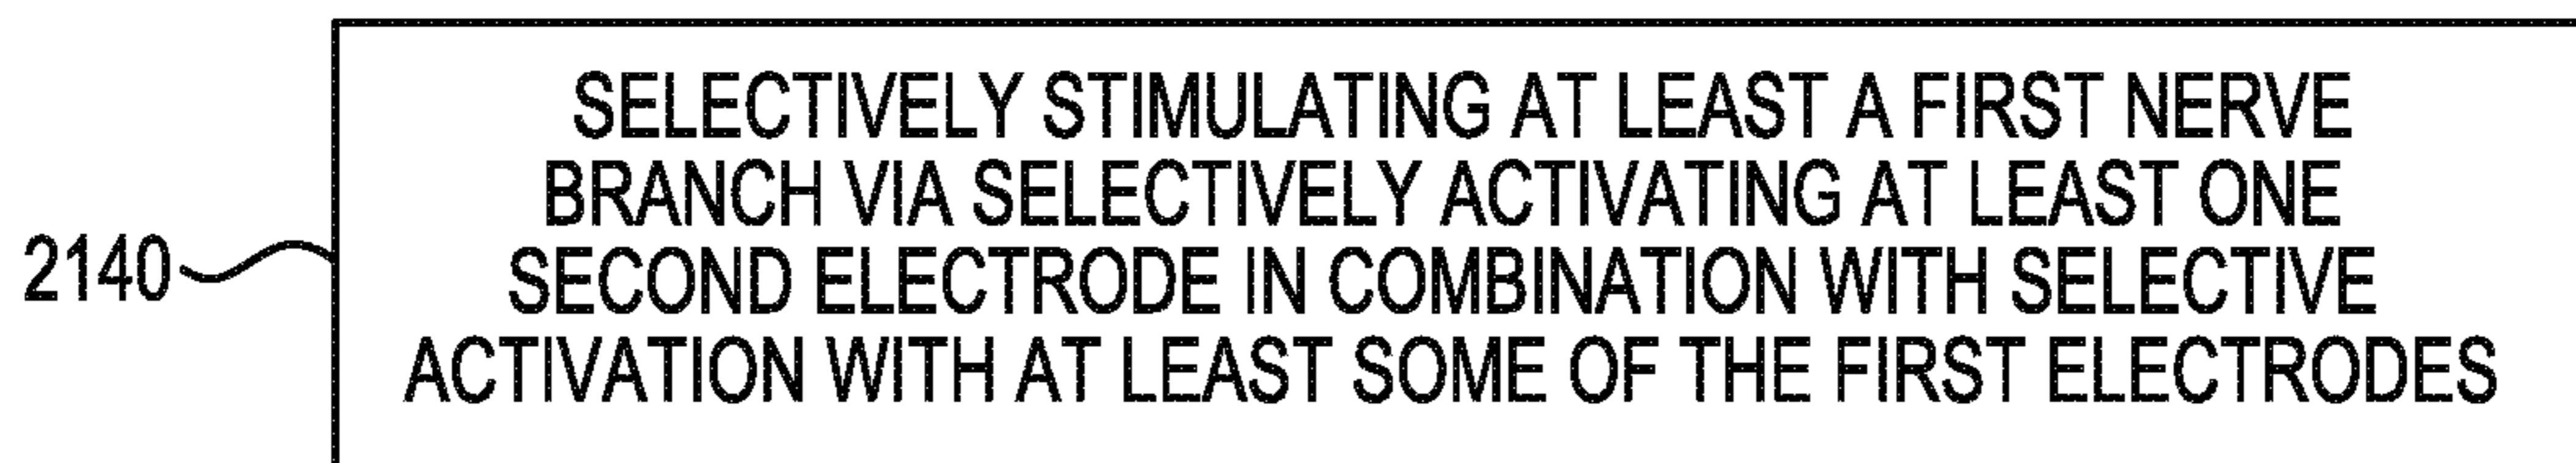 SELECTIVELY STIMULATING AT LEAST A FIRST NERVE
BRANCH VIA SELECTIVELY ACTIVATING AT LEAST ONE
2140
SECOND ELECTRODE IN COMBINATION WITH SELECTIVE
ACTIVATION WITH AT LEAST SOME OF THE FIRST ELECTRODES